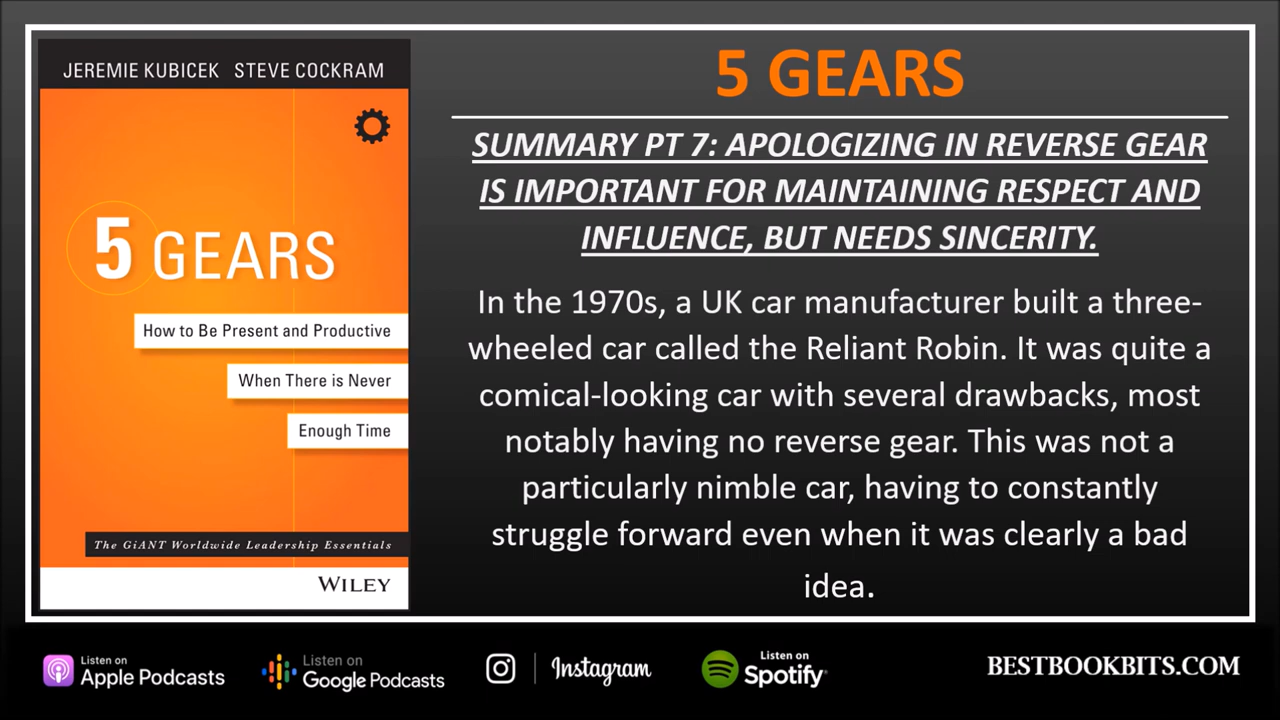 JEREMIE KUBICEK STEVE COCKRAM
5 GEARS
How to Be Present and Productive
When There is Never
Enough Time
The GiANT Worldwide Leadership Essentials
WILEY
5 GEARS
SUMMARY PT 7: APOLOGIZING IN REVERSE GEAR
IS IMPORTANT FOR MAINTAINING RESPECT AND
INFLUENCE, BUT NEEDS SINCERITY.
In the 1970s, a UK car manufacturer built a three-
wheeled car called the Reliant Robin. It was quite a
comical-looking car with several drawbacks, most
notably having no reverse gear. This was not a
particularly nimble car, having to constantly
struggle forward even when it was clearly a bad
idea.
Listen on
Apple Podcasts
Listen on
Google Podcasts
Instagram
Listen on
Spotify
BESTBOOKBITS.COM